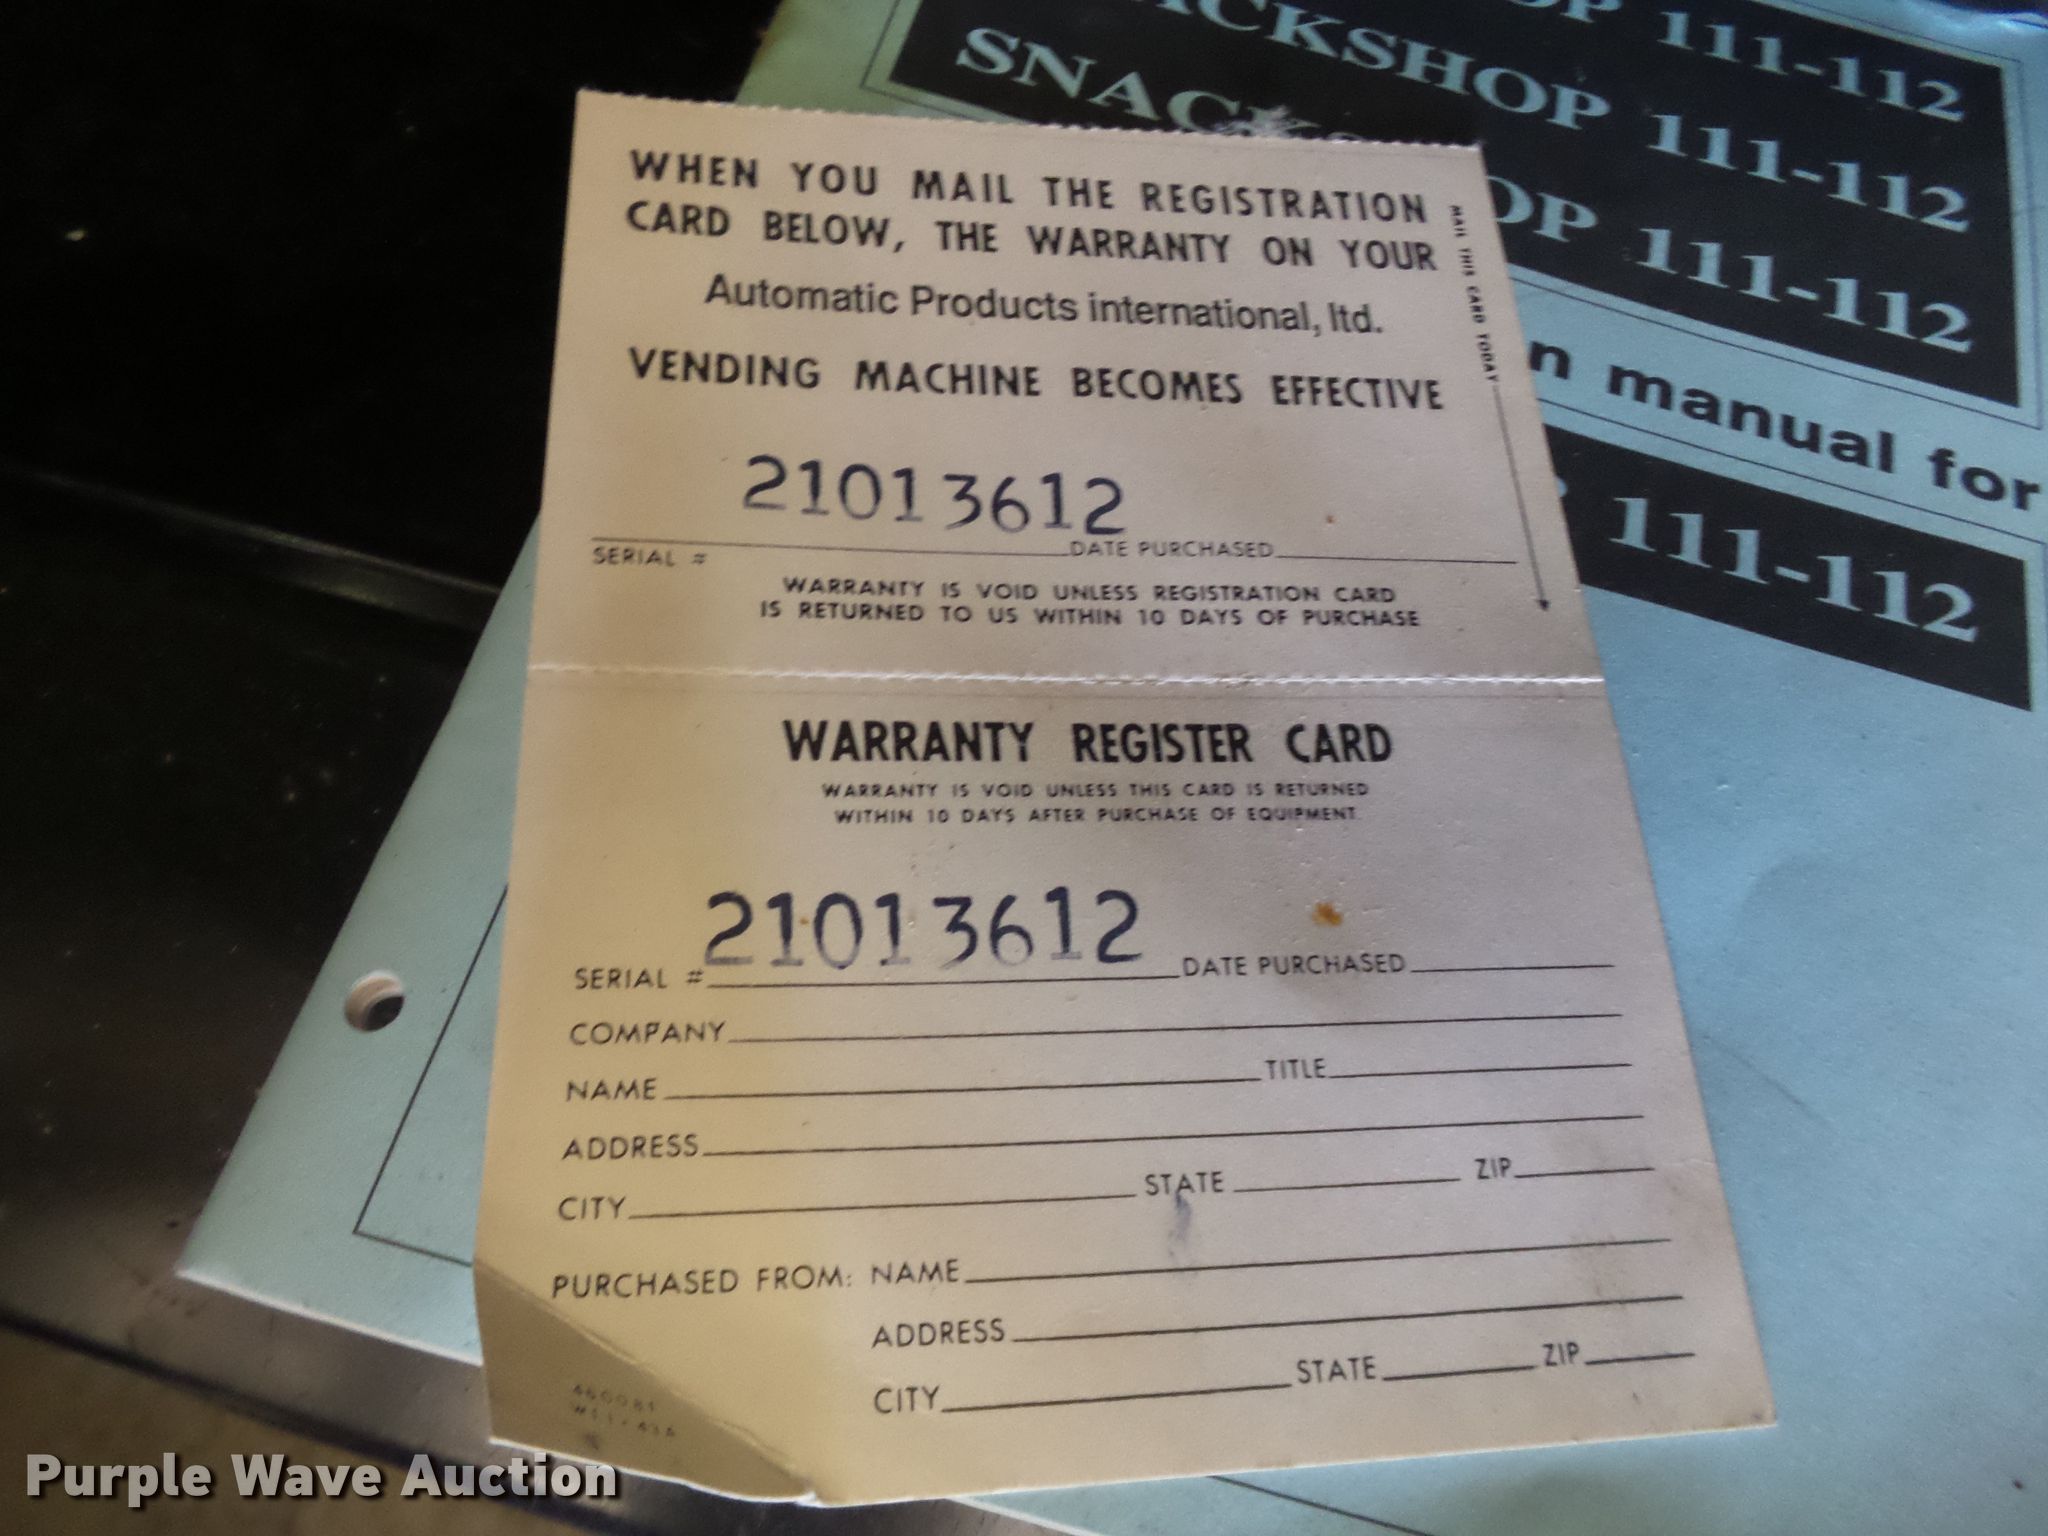 WHEN YOU MAIL THE REGISTRATION
CARD BELOW, THE WARRANTY ON YOUR
Automatic Products international, ltd.
VENDING MACHINE BECOMES EFFECTIVE
MAIL THIS CARD TODAY
21013612
SERIAL # DATE PURCHASED
WARRANTY IS VOID UNLESS REGISTRATION CARD
IS RETURNED TO US WITHIN 10 DAYS OF PURCHASE
WARRANTY REGISTER CARD
WARRANTY IS VOID UNLESS THIS CARD IS RETURNED
WITHIN 10 DAYS AFTER PURCHASE OF EQUIPMENT.
21013612
SERIAL # DATE PURCHASED
COMPANY
NAME TITLE
ADDRESS
CITY STATE ZIP
PURCHASED FROM: NAME
ADDRESS
CITY STATE ZIP
OP 111-112
ACKSHOP 111-112
SNACKSHOP 111-112
n manual for
P 111-112
Purple Wave Auction